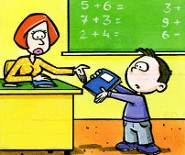 5 + 6 =
7 + 3 =
2 + 4 =
3 +
9 +
6 -